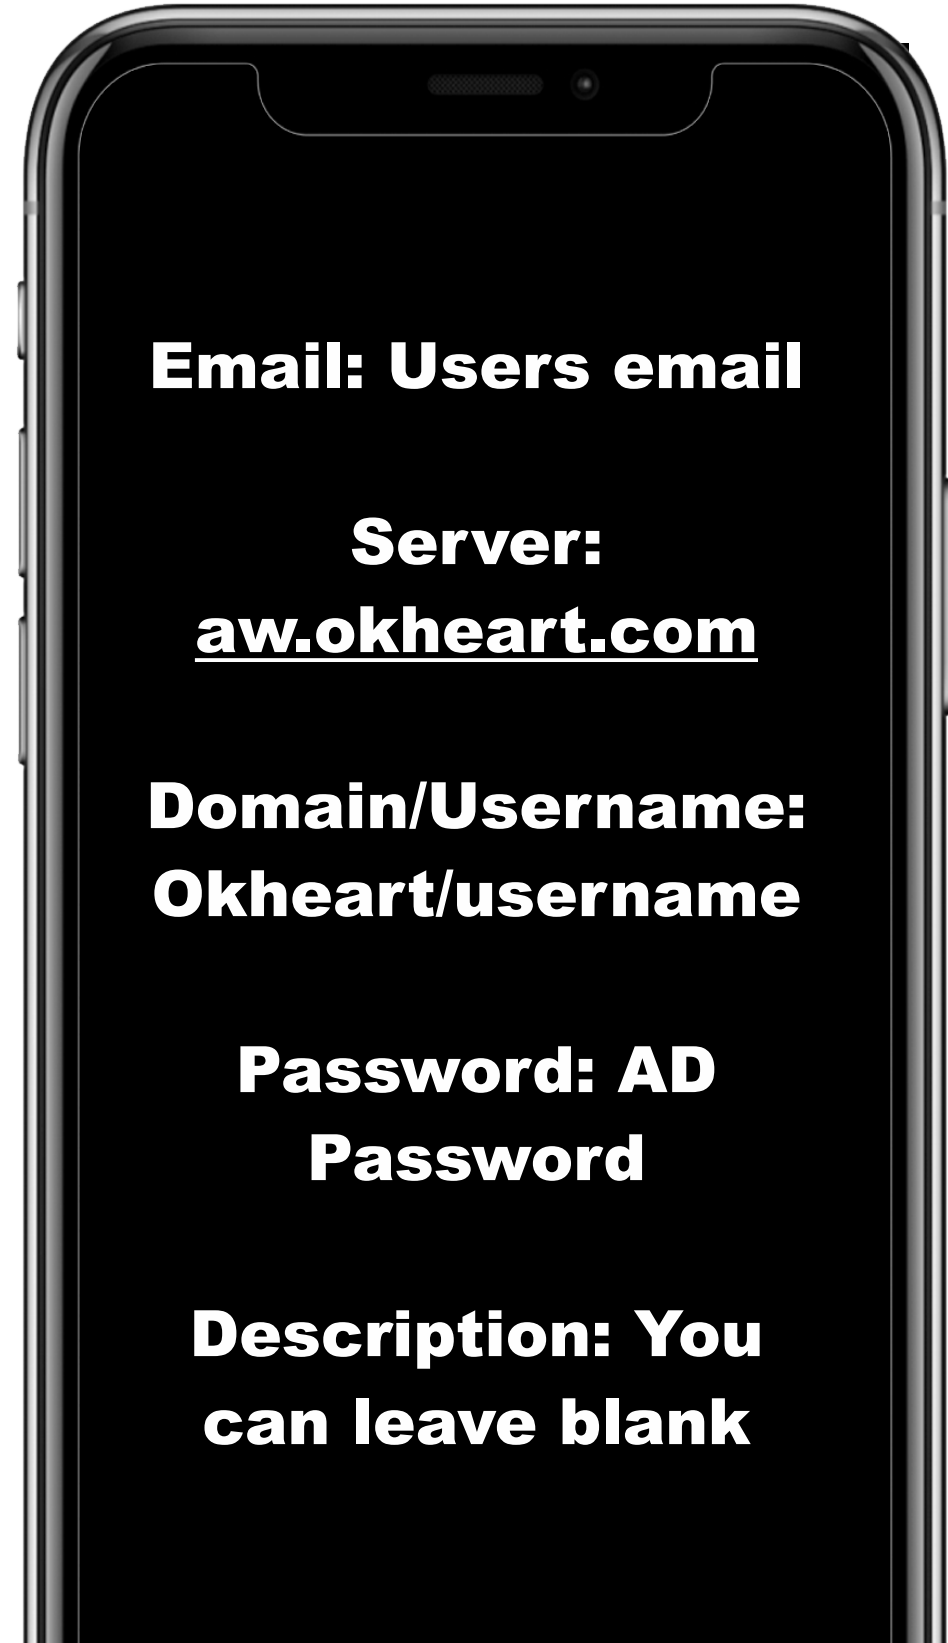 Email: Users email
Server:
aw.okheart.com
Domain/Username:
Okheart/username
Password: AD
Password
Description: You
can leave blank